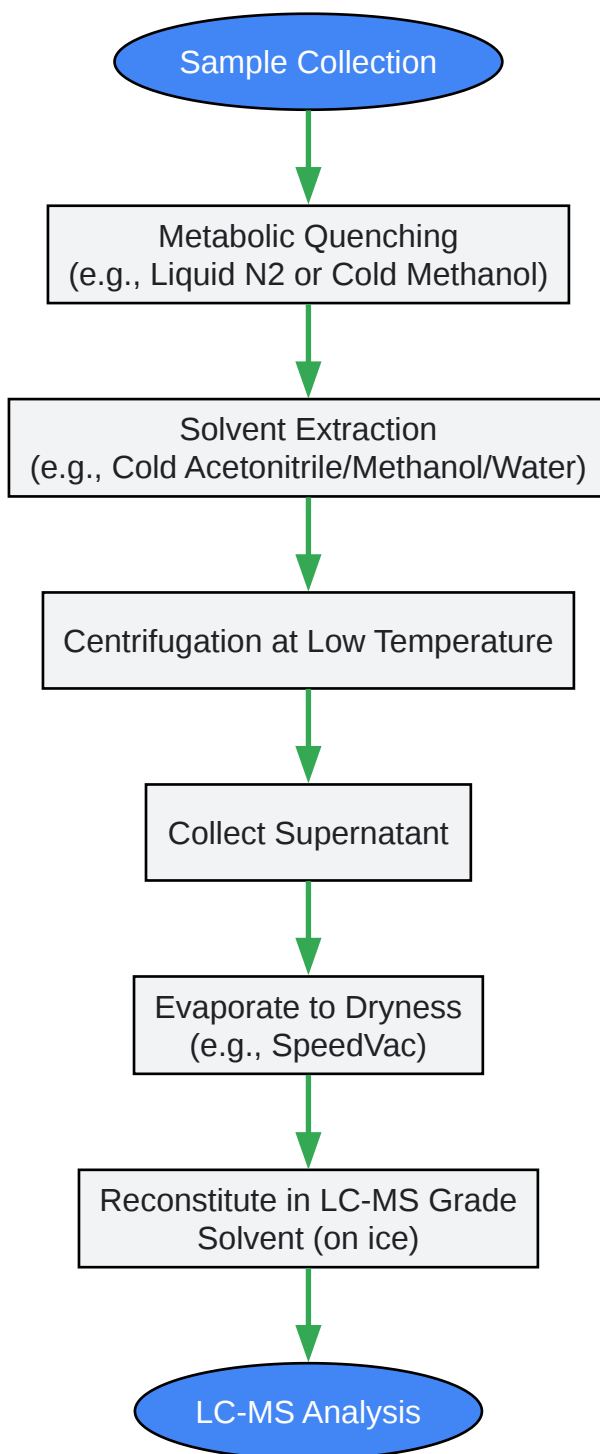 Sample Collection
Metabolic Quenching
(e.g., Liquid N2 or Cold Methanol)
Solvent Extraction
(e.g., Cold Acetonitrile/Methanol/Water)
Centrifugation at Low Temperature
Collect Supernatant
Evaporate to Dryness
(e.g., SpeedVac)
Reconstitute in LC-MS Grade
Solvent (on ice)
LC-MS Analysis